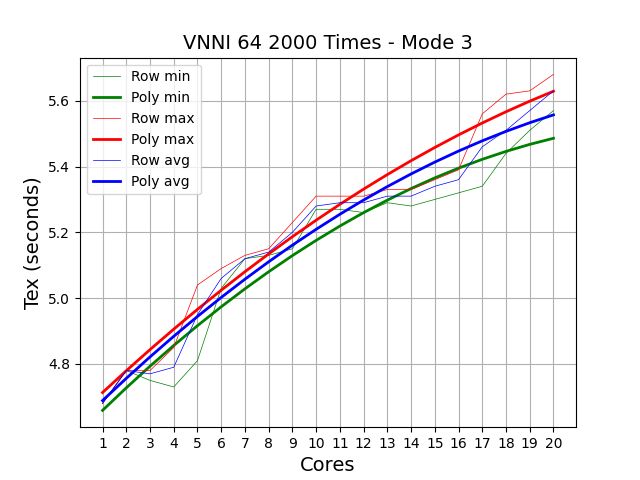 VNNI 64 2000 Times - Mode 3
Row min
Poly min
Row max
Poly max
Row avg
Poly avg
Tex (seconds)
5.6
5.4
5.2
5.0
4.8
1 2 3 4 5 6 7 8 9 10 11 12 13 14 15 16 17 18 19 20
Cores